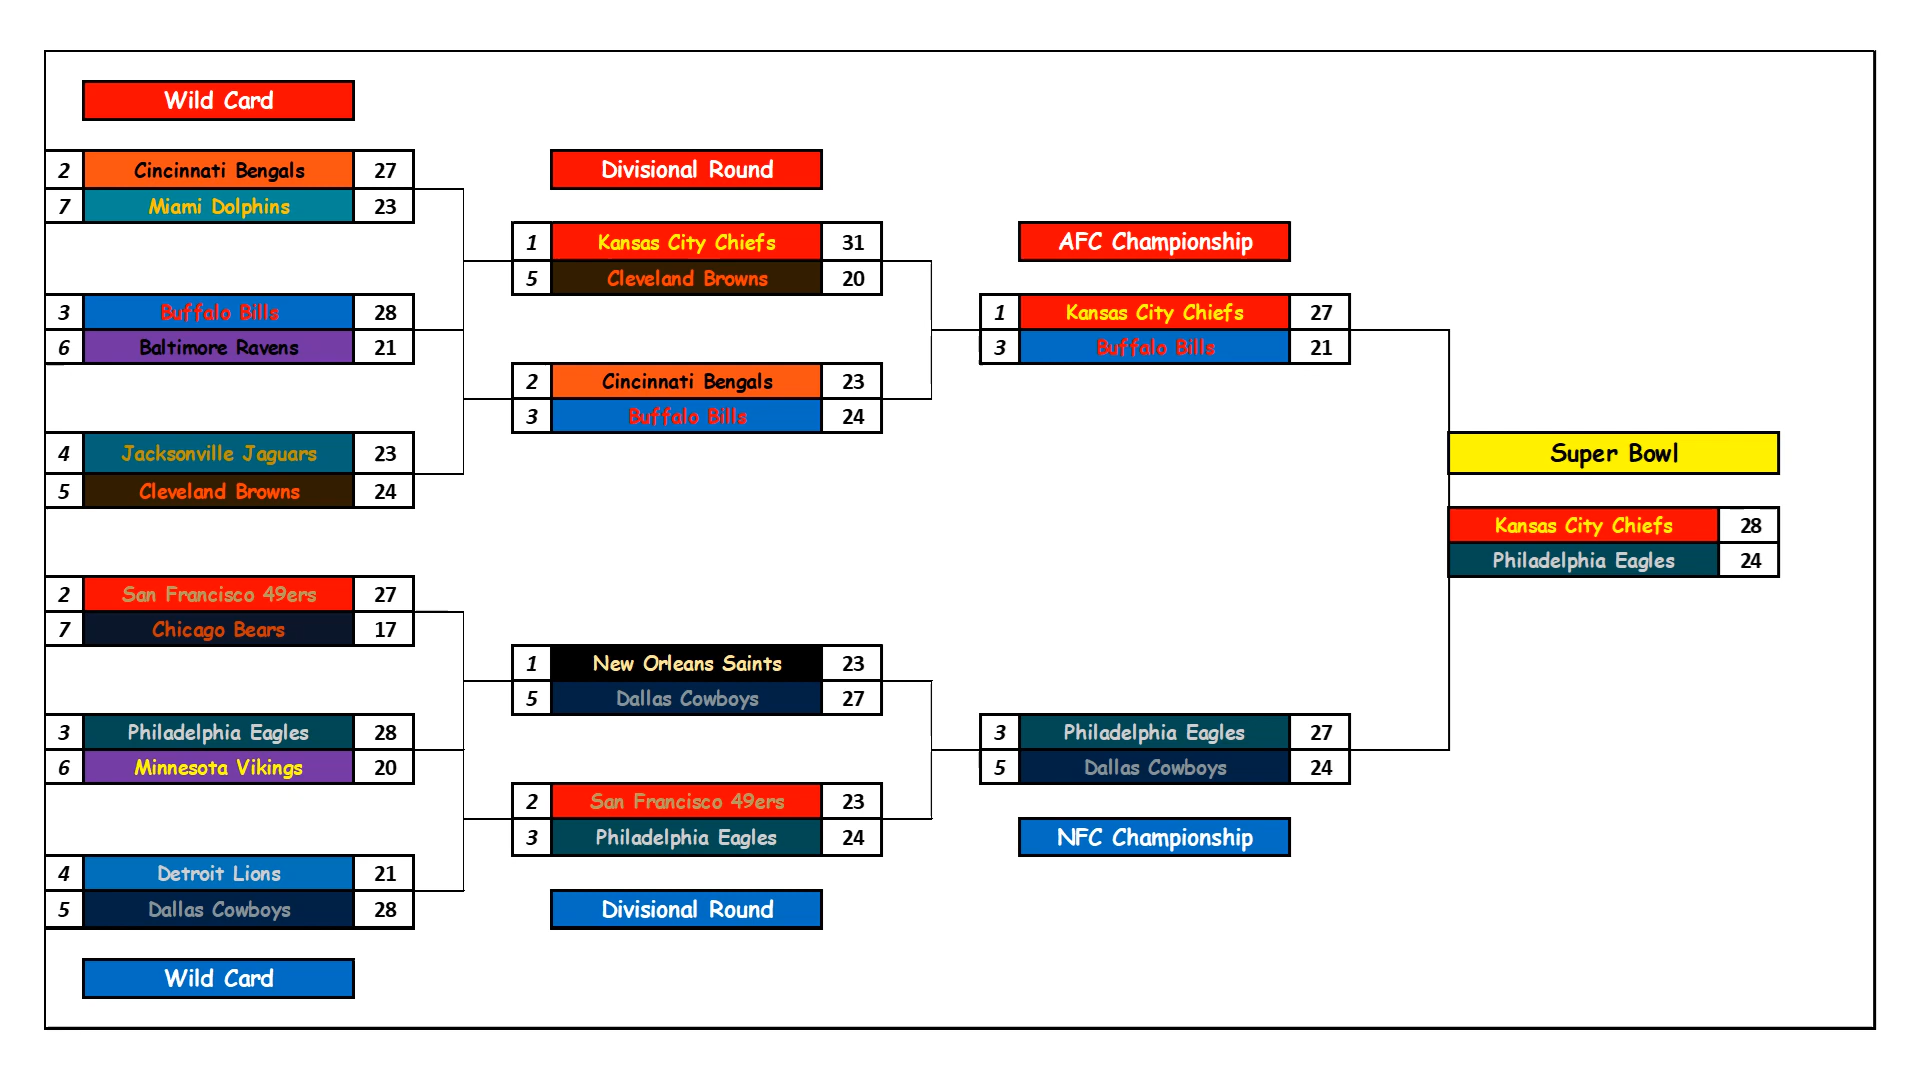 Wild Card
2 Cincinnati Bengals 27
7 Miami Dolphins 23
3 Buffalo Bills 28
6 Baltimore Ravens 21
4 Jacksonville Jaguars 23
5 Cleveland Browns 24
Divisional Round
1 Kansas City Chiefs 31
5 Cleveland Browns 20
2 Cincinnati Bengals 23
3 Buffalo Bills 24
AFC Championship
1 Kansas City Chiefs 27
3 Buffalo Bills 21
Super Bowl
Kansas City Chiefs 28
Philadelphia Eagles 24
2 San Francisco 49ers 27
7 Chicago Bears 17
3 Philadelphia Eagles 28
6 Minnesota Vikings 20
4 Detroit Lions 21
5 Dallas Cowboys 28
Wild Card
1 New Orleans Saints 23
5 Dallas Cowboys 27
2 San Francisco 49ers 23
3 Philadelphia Eagles 24
Divisional Round
3 Philadelphia Eagles 27
5 Dallas Cowboys 24
NFC Championship